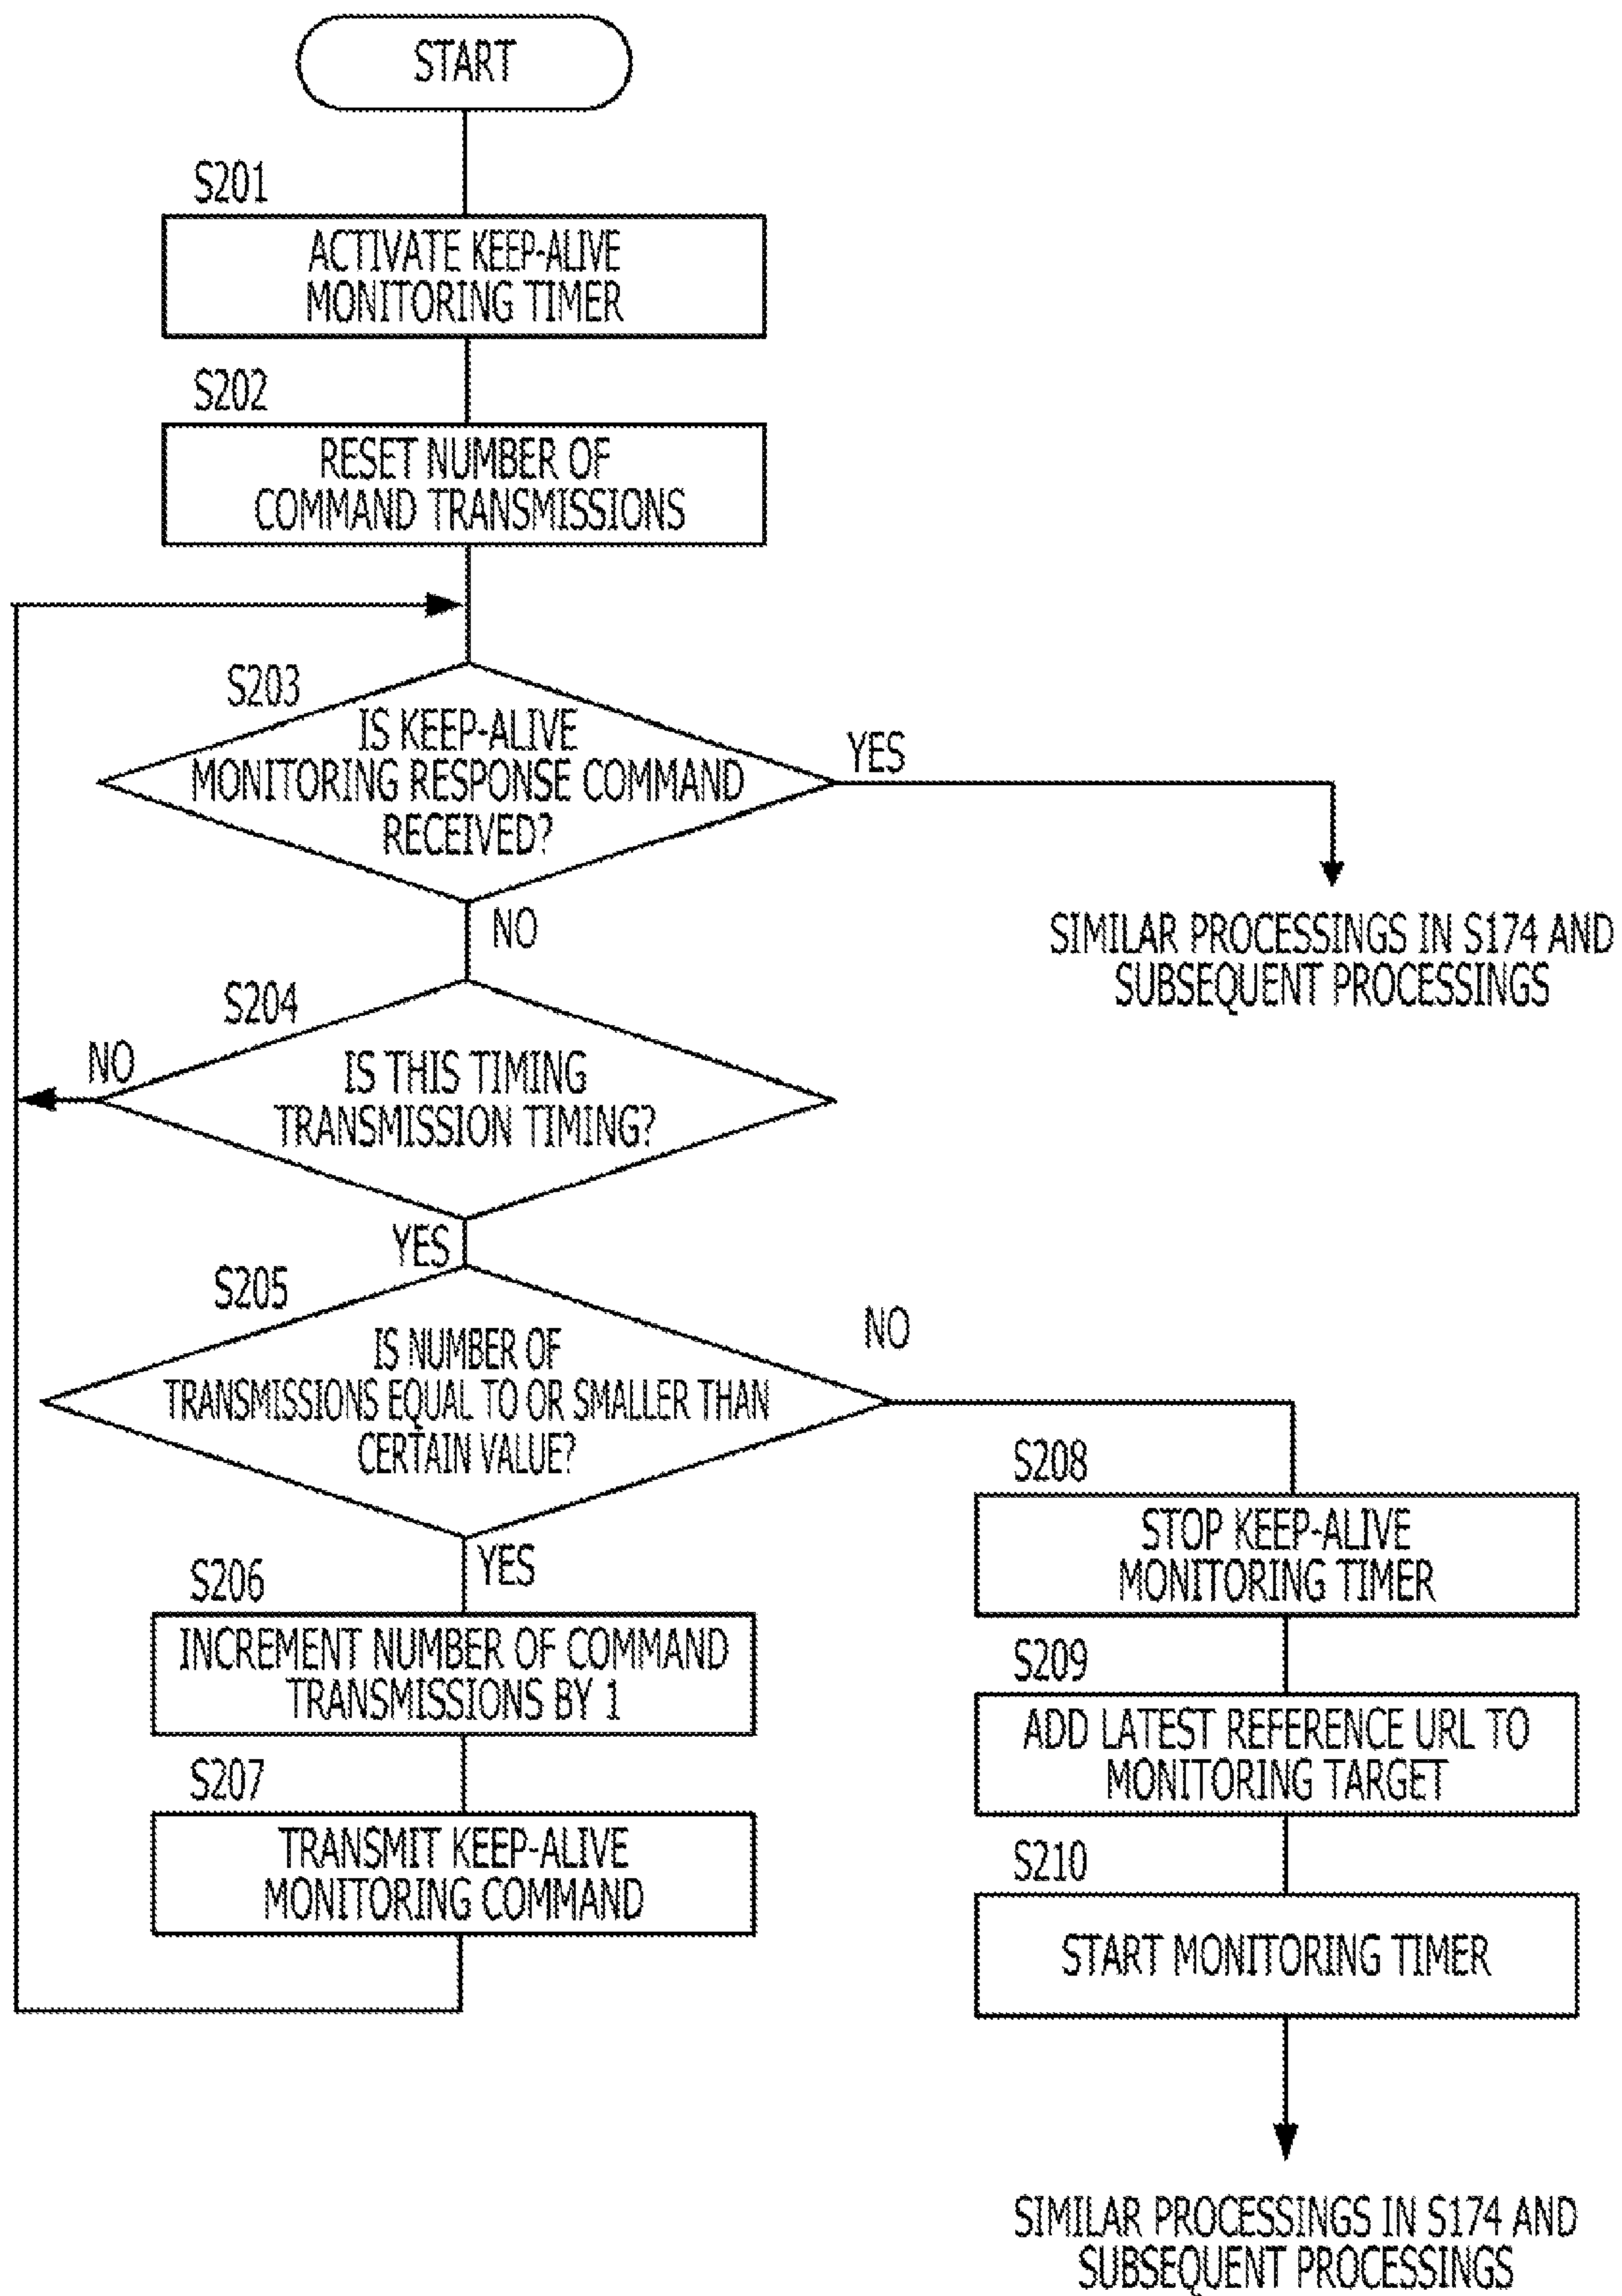 START
S201
ACTIVATE KEEP-ALIVE
MONITORING TIMER
S202
RESET NUMBER OF
COMMAND TRANSMISSIONS
S203
IS KEEP-ALIVE
MONITORING RESPONSE COMMAND
RECEIVED?
YES
NO
SIMILAR PROCESSINGS IN S174 AND
SUBSEQUENT PROCESSINGS
S204
NO
IS THIS TIMING
TRANSMISSION TIMING?
YES
S205
IS NUMBER OF
TRANSMISSIONS EQUAL TO OR SMALLER THAN
CERTAIN VALUE?
NO
YES
S206
INCREMENT NUMBER OF COMMAND
TRANSMISSIONS BY 1
S207
TRANSMIT KEEP-ALIVE
MONITORING COMMAND
S208
STOP KEEP-ALIVE
MONITORING TIMER
S209
ADD LATEST REFERENCE URL TO
MONITORING TARGET
S210
START MONITORING TIMER
SIMILAR PROCESSINGS IN S174 AND
SUBSEQUENT PROCESSINGS